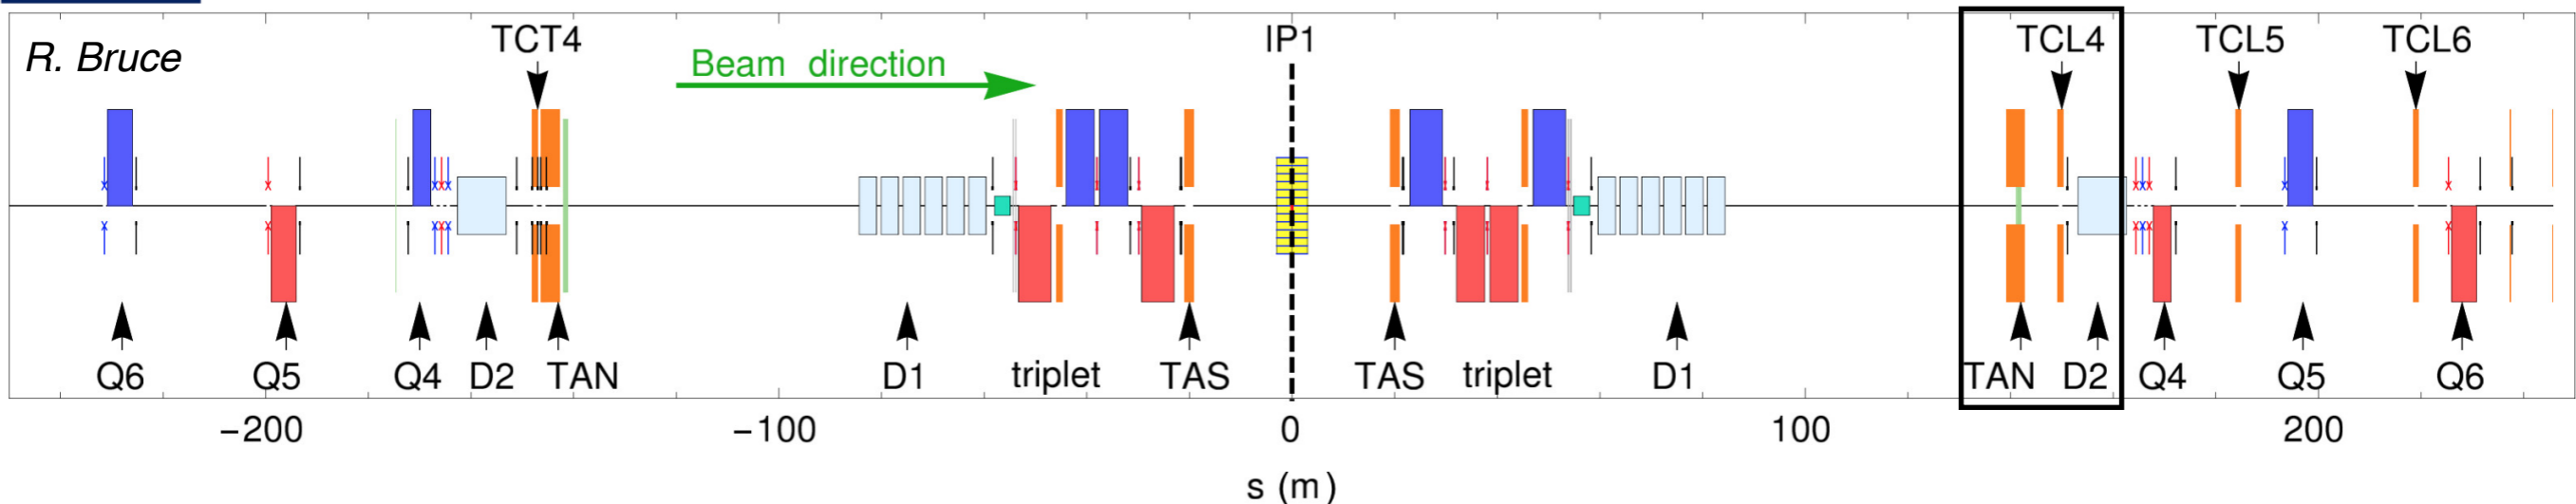 R. Bruce
TCT4
Beam direction
IP1
TCL4
TCL5
TCL6
Q6
Q5
Q4
D2
TAN
D1
triplet
TAS
TAS
triplet
D1
TAN
D2
Q4
Q5
Q6
−200
−100
0
100
200
s (m)